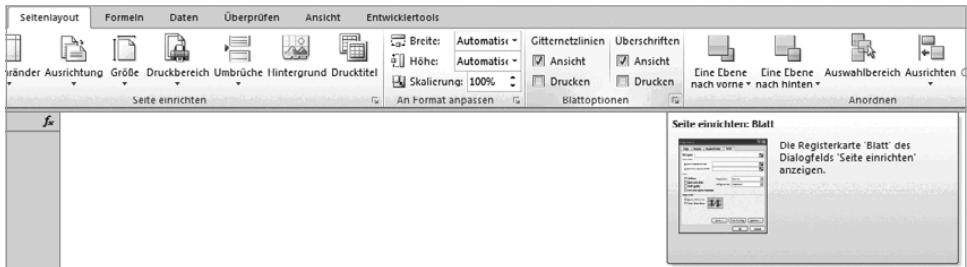 Seitenlayout Formeln Daten Überprüfen Ansicht Entwicklertools
Breite: Automatisc Gitternetzlinien Überschriften
Höhe: Automatisc Ansicht Ansicht
Ausrichtung Größe Druckbereich Umbrüche Hintergrund Drucktitel Skalierung: 100% Drucken Drucken Eine Ebene nach vorne Eine Ebene nach hinten Auswahlbereich Ausrichten
Seite einrichten An Format anpassen Blattoptionen Anordnen
fx
Seite einrichten: Blatt
Die Registerkarte 'Blatt' des
Dialogfelds 'Seite einrichten'
anzeigen.